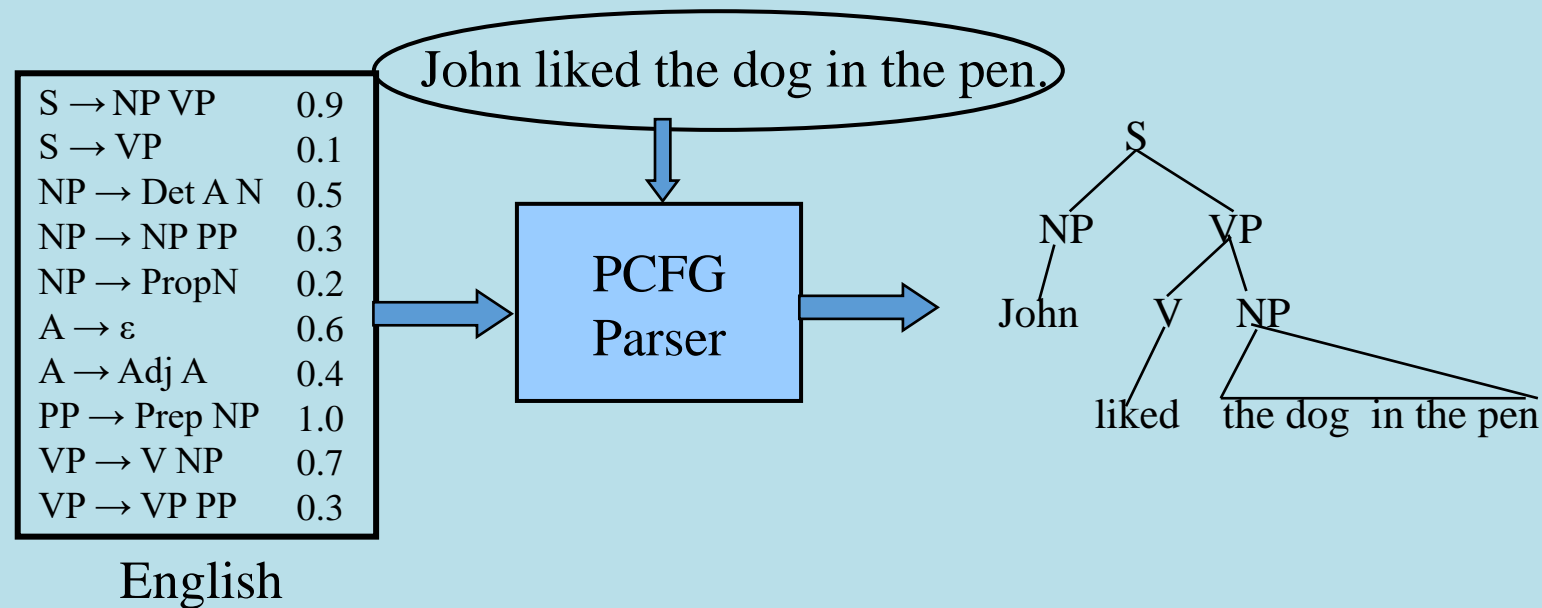 John liked the dog in the pen.
S → NP VP 0.9
S → VP 0.1
NP → Det A N 0.5
NP → NP PP 0.3
NP → PropN 0.2
A → ε 0.6
A → Adj A 0.4
PP → Prep NP 1.0
VP → V NP 0.7
VP → VP PP 0.3
English
PCFG
Parser
S
NP VP
John V NP
liked the dog in the pen